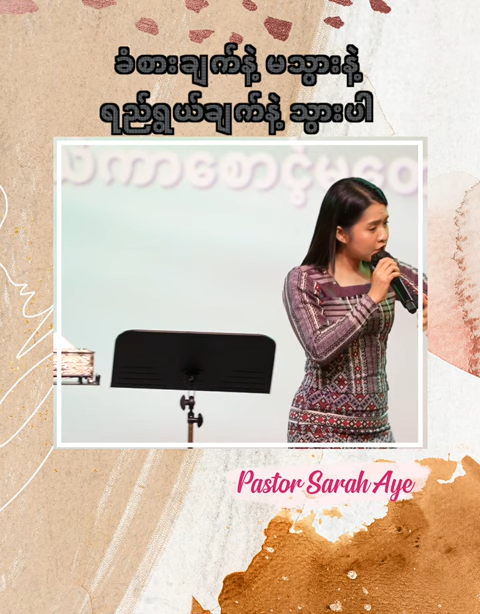 ခံစားချက်နဲ့ မသွားနဲ့
ရည်ရွယ်ချက်နဲ့ သွားပါ
Pastor Sarah Aye